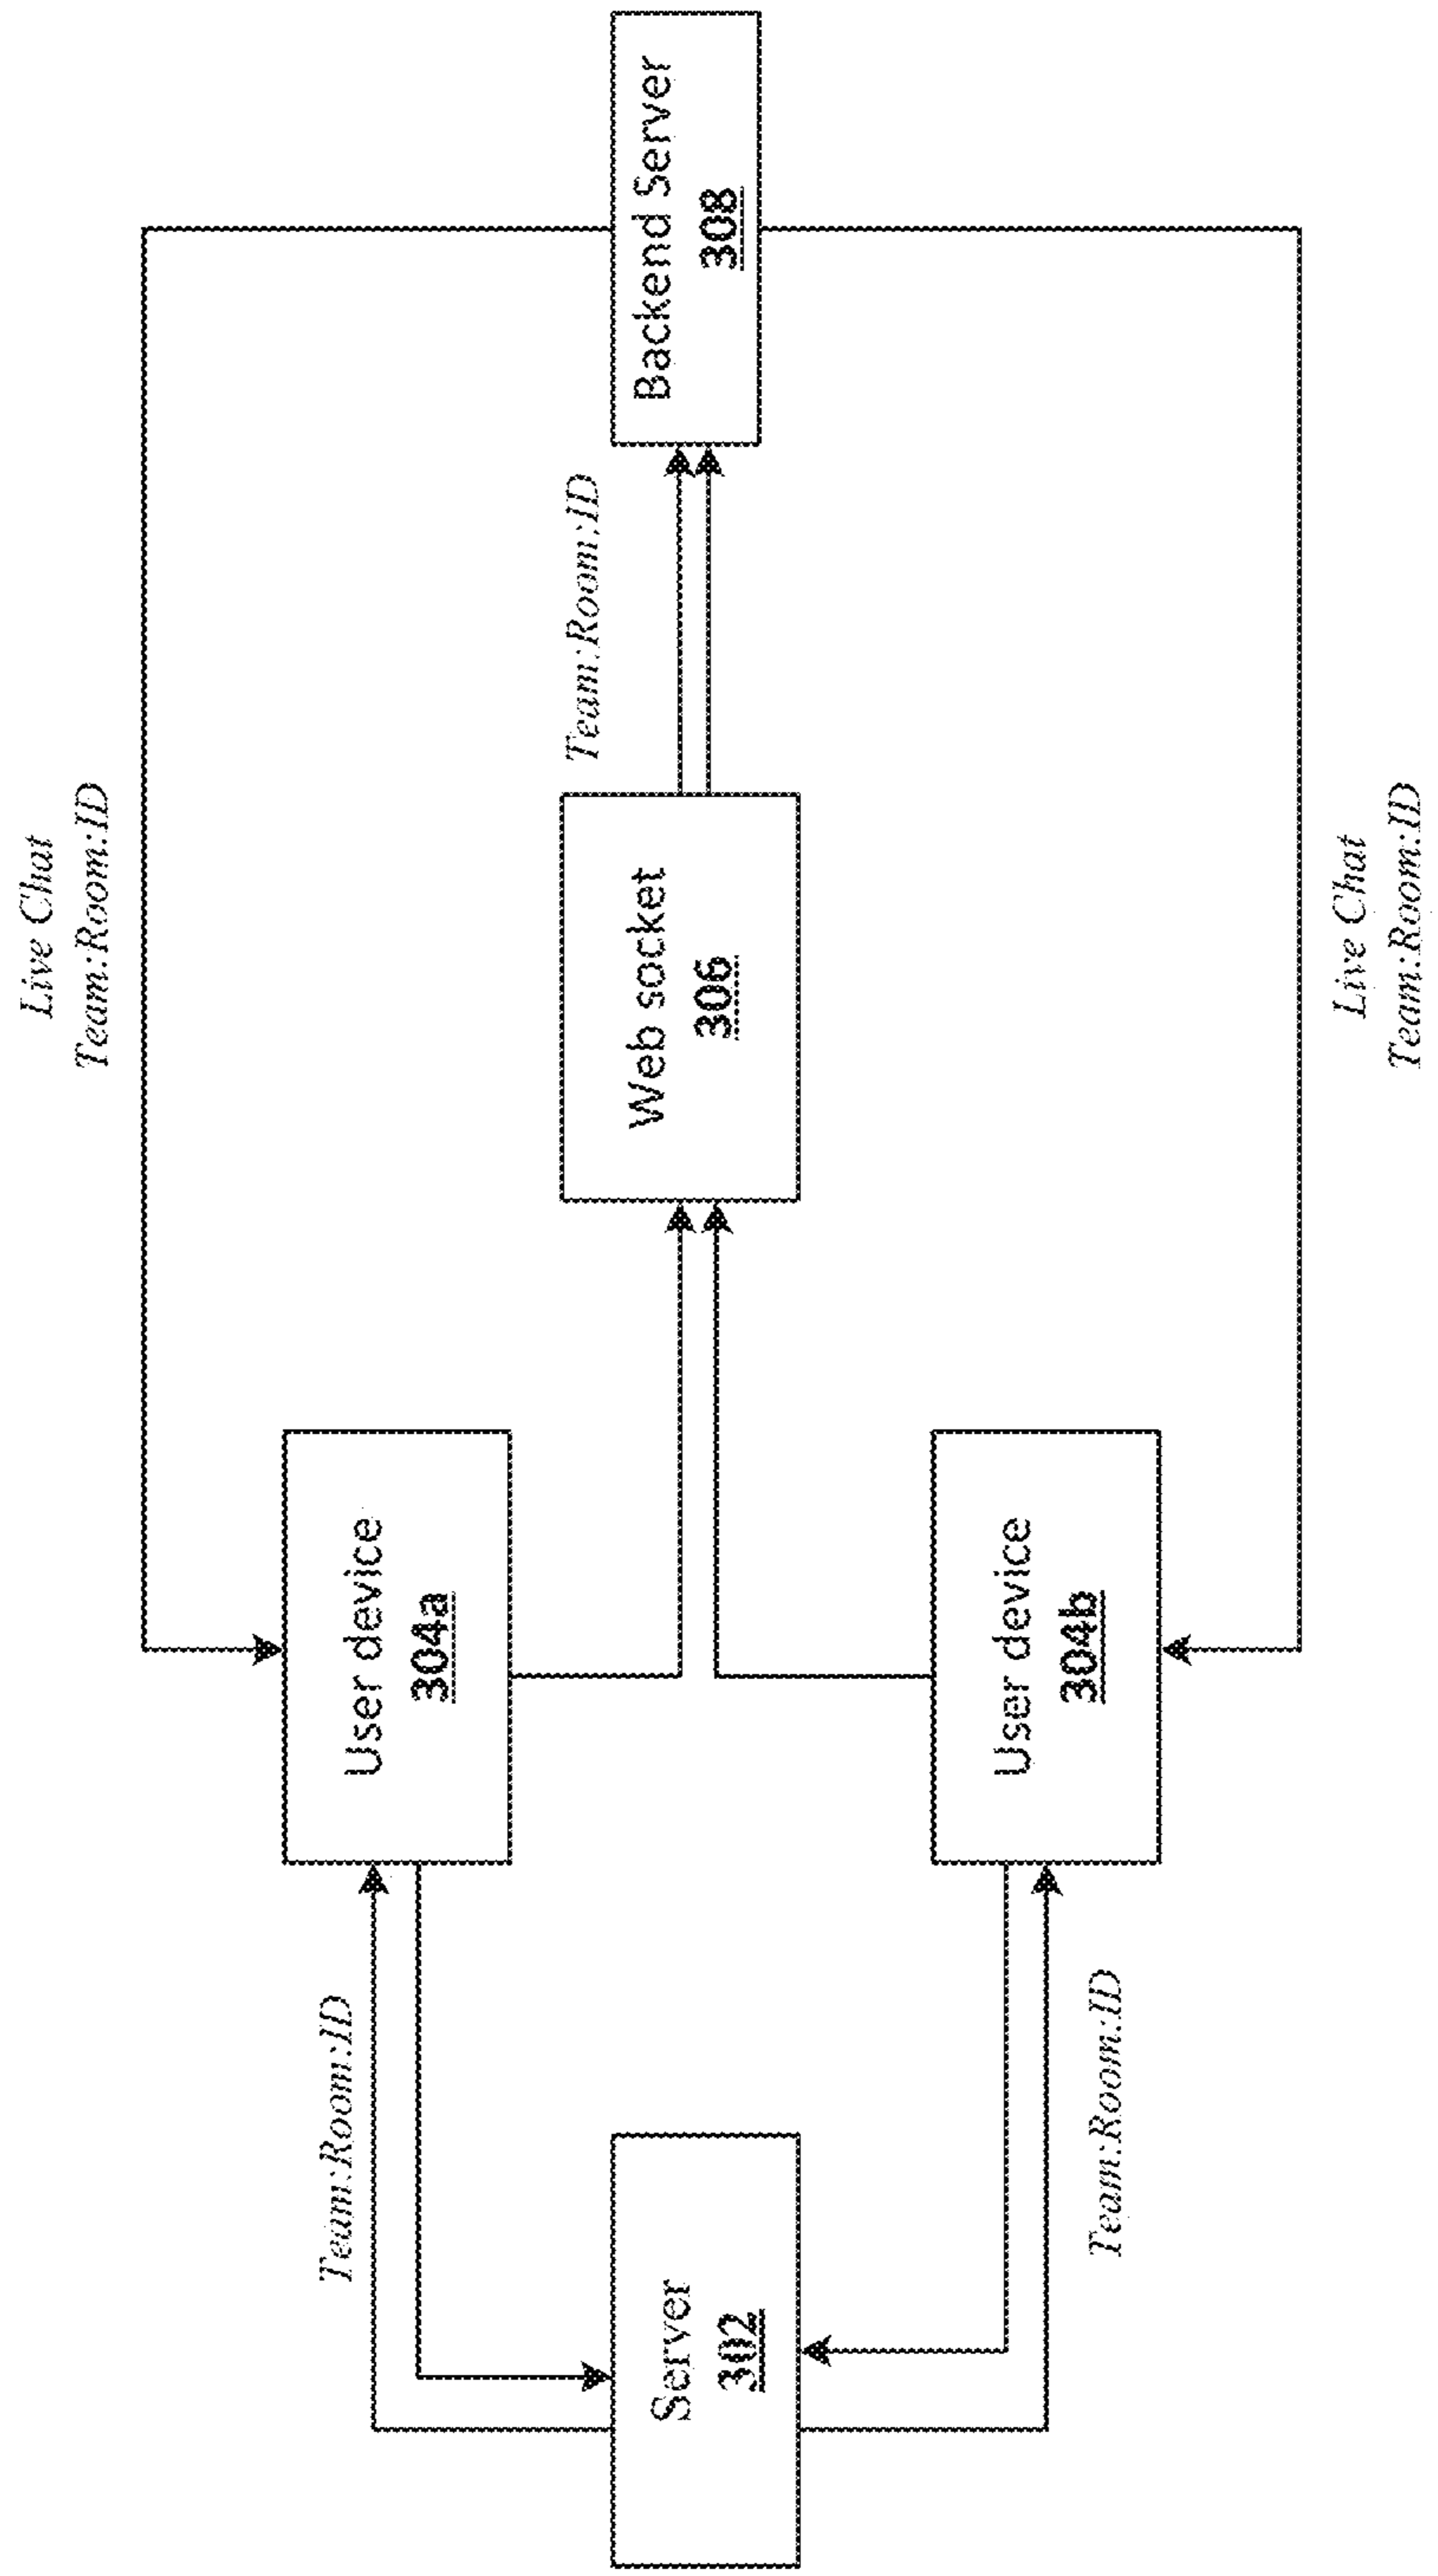 Live Chat
Team:Room:ID
User device
304a
Team:Room:ID
Server
302
Web socket
306
Team:Room:ID
Backend Server
308
User device
304b
Team:Room:ID
Live Chat
Team:Room:ID